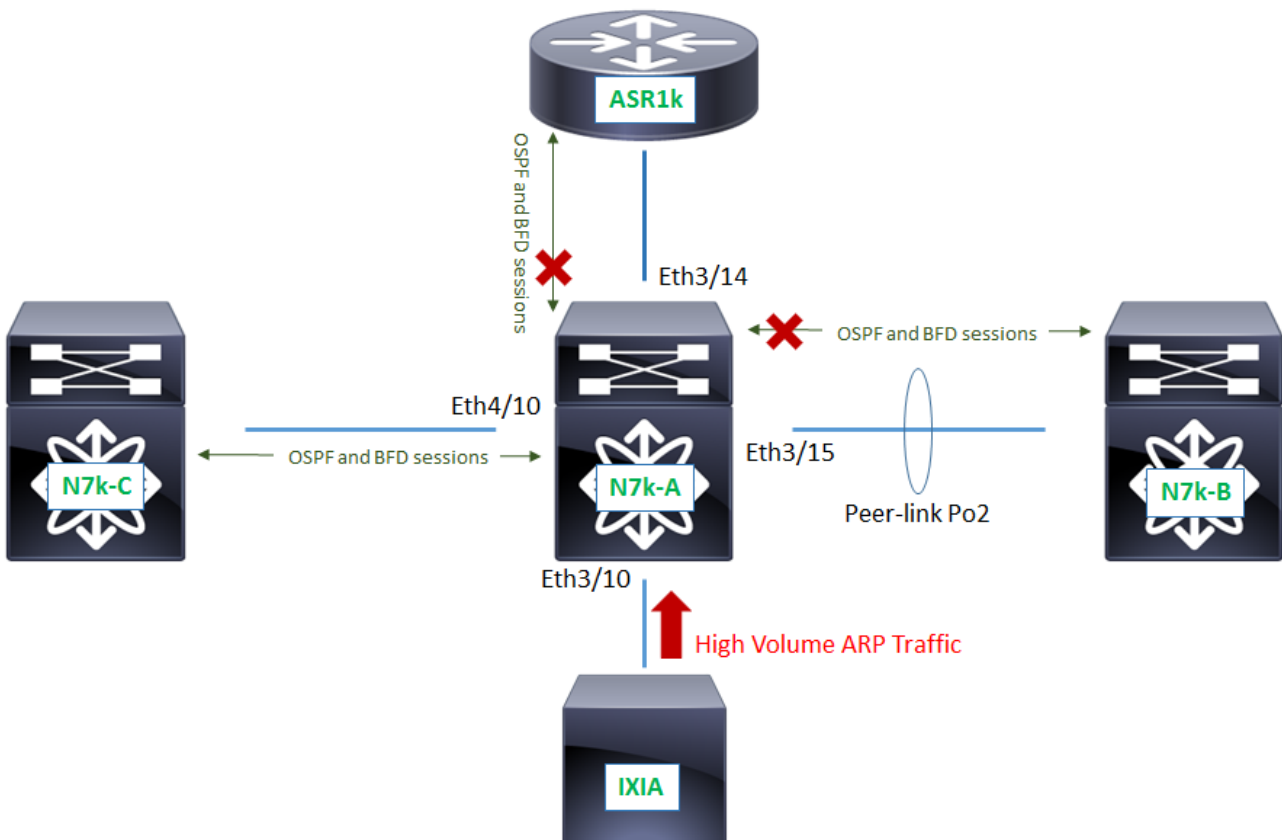 ASR1k
OSPF and BFD sessions
Eth3/14
OSPF and BFD sessions
Eth4/10
Eth3/15
OSPF and BFD sessions
N7k-C
N7k-A
N7k-B
Peer-link Po2
Eth3/10
High Volume ARP Traffic
IXIA